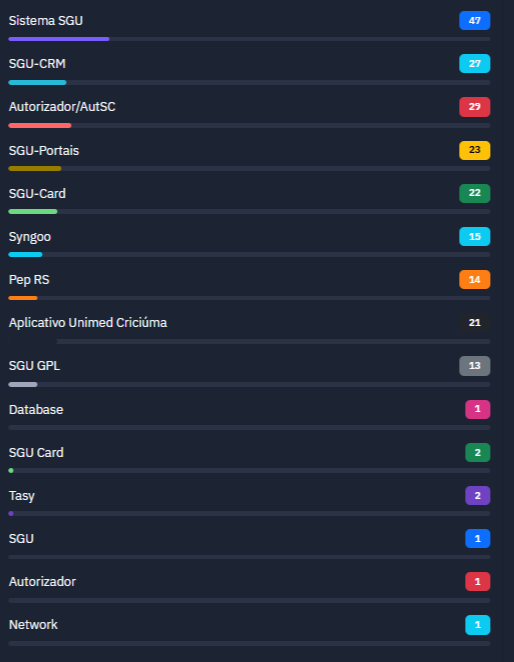 Sistema SGU 47
SGU-CRM 27
Autorizador/AutSC 29
SGU-Portais 23
SGU-Card 22
Syngoo 15
Pep RS 14
Aplicativo Unimed Criciúma 21
SGU GPL 13
Database 1
SGU Card 2
Tasy 2
SGU 1
Autorizador 1
Network 1